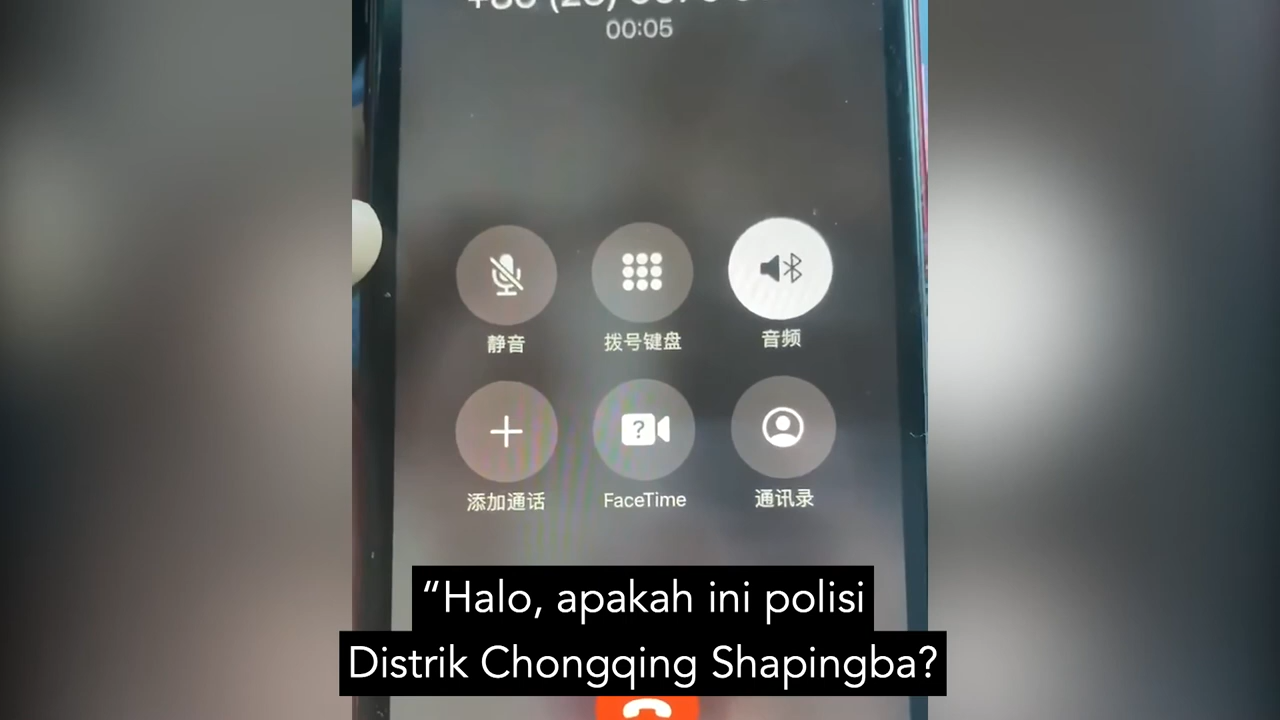 00:05
静音
拨号键盘
音频
添加通话
FaceTime
通讯录
“Halo, apakah ini polisi
Distrik Chongqing Shapingba?